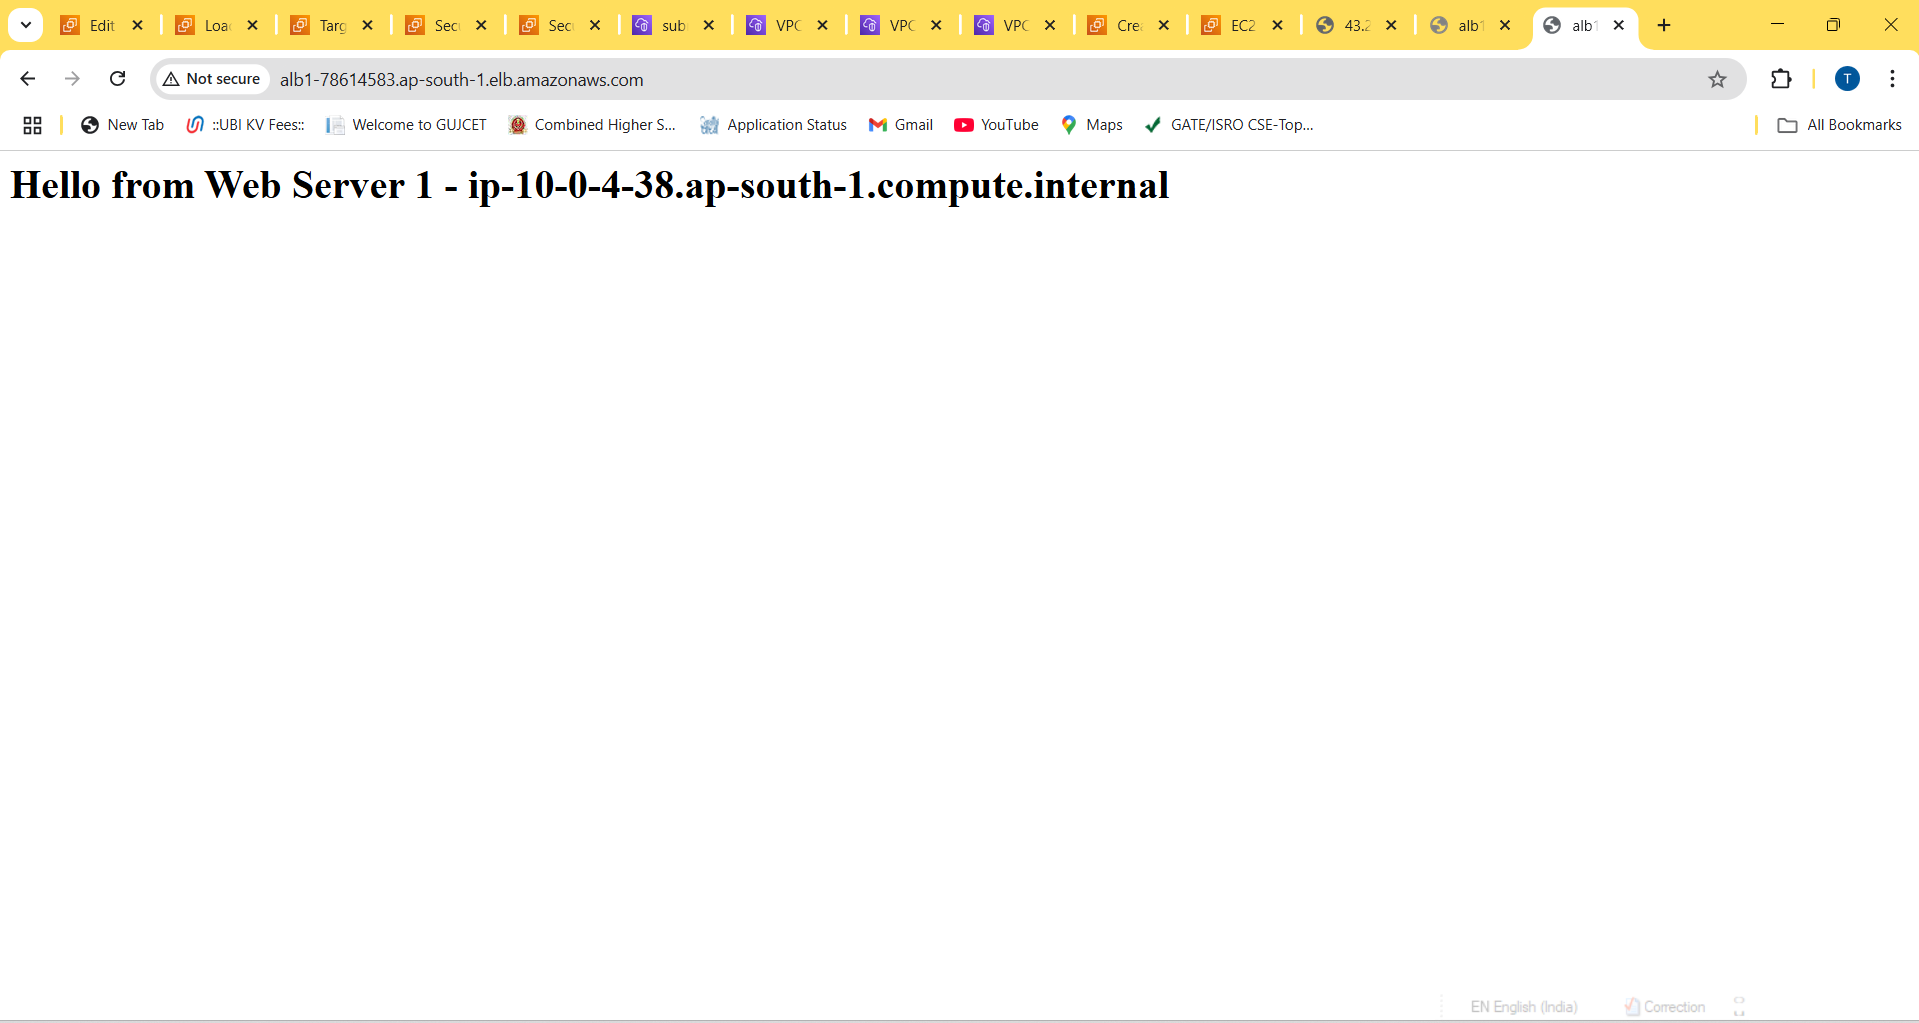 Edit Loa Targ Sec Sec sub VPC VPC VPC Cre EC2 43.2 alb1 alb1
Not secure alb1-78614583.ap-south-1.elb.amazonaws.com T
New Tab ::UBI KV Fees:: Welcome to GUJCET Combined Higher S... Application Status Gmail YouTube Maps GATE/ISRO CSE-Top... All Bookmarks
Hello from Web Server 1 - ip-10-0-4-38.ap-south-1.compute.internal
EN English (India) Correction